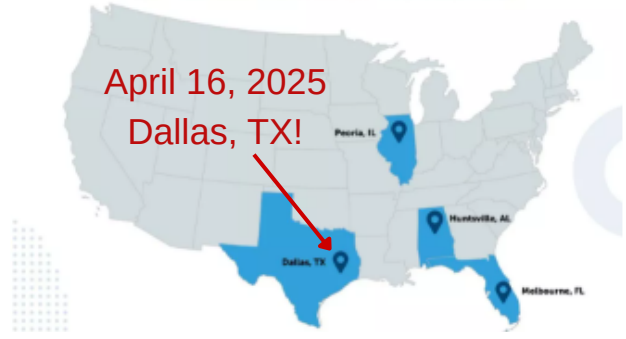 April 16, 2025
Dallas, TX!
Peoria, IL
Huntsville, AL
Dallas, TX
Melbourne, FL